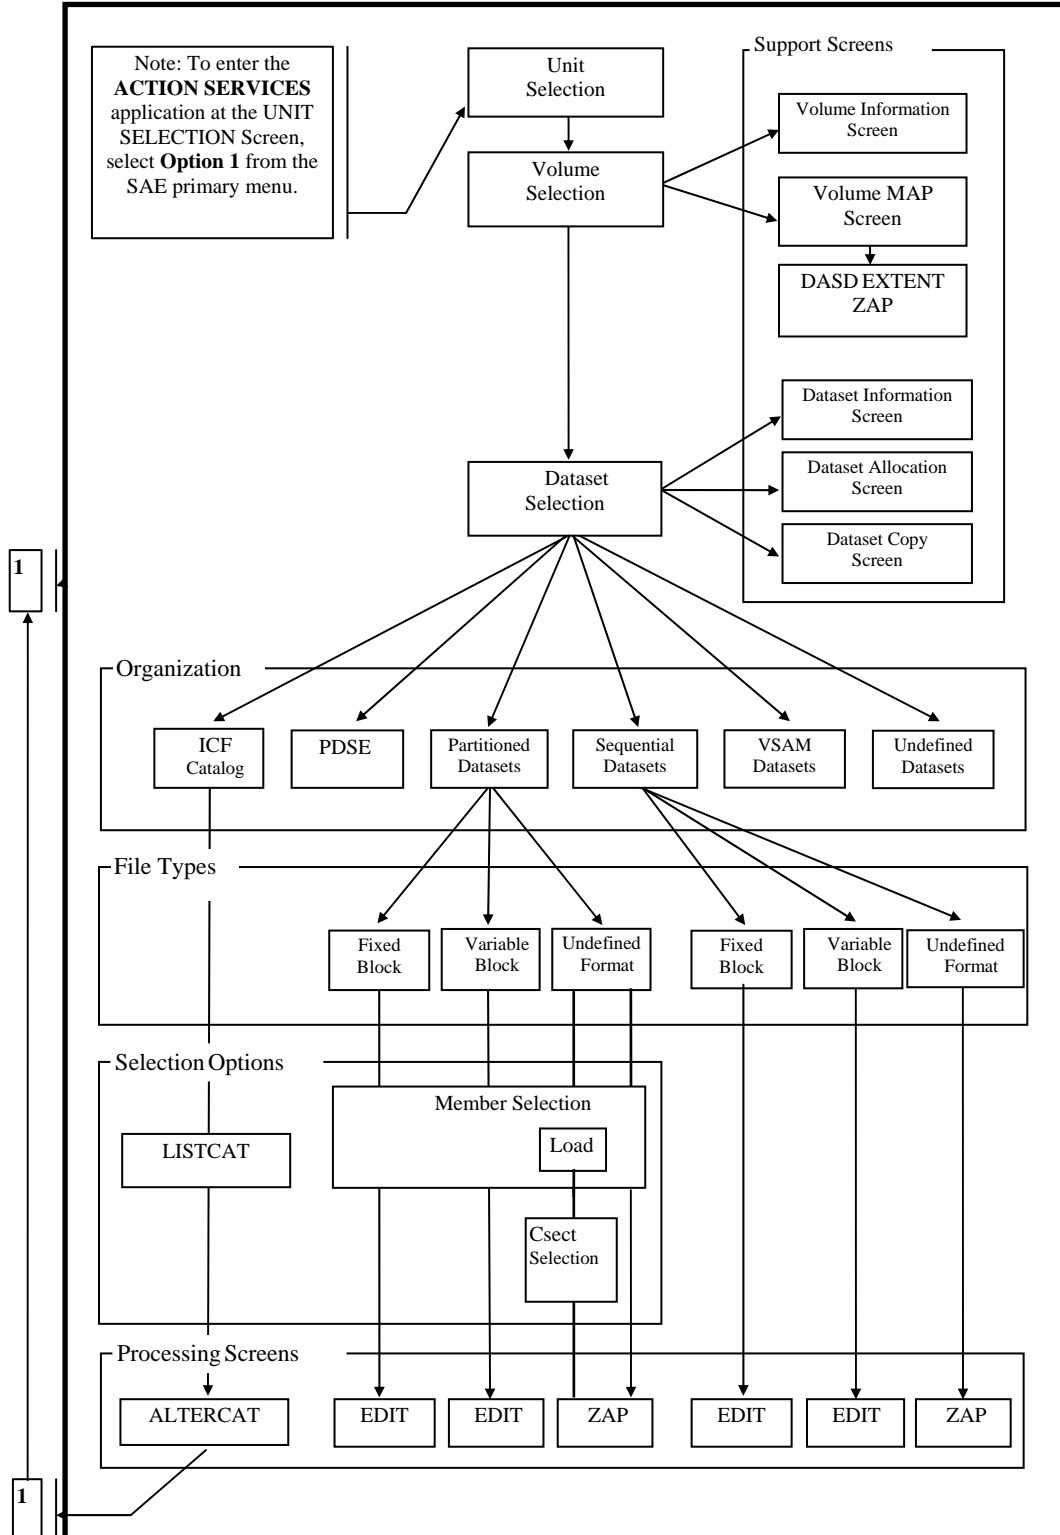 Note: To enter the
ACTION SERVICES
application at the UNIT
SELECTION Screen,
select Option 1 from the
SAE primary menu.
Unit
Selection
Volume
Selection
Support Screens
Volume Information
Screen
Volume MAP
Screen
DASD EXTENT
ZAP
Dataset Information
Screen
Dataset Allocation
Screen
Dataset Copy
Screen
Dataset
Selection
1
Organization
ICF
Catalog
PDSE
Partitioned
Datasets
Sequential
Datasets
VSAM
Datasets
Undefined
Datasets
File Types
Fixed
Block
Variable
Block
Undefined
Format
Fixed
Block
Variable
Block
Undefined
Format
Selection Options
Member Selection
Load
LISTCAT
Csect
Selection
Processing Screens
ALTERCAT
EDIT
EDIT
ZAP
EDIT
EDIT
ZAP
1